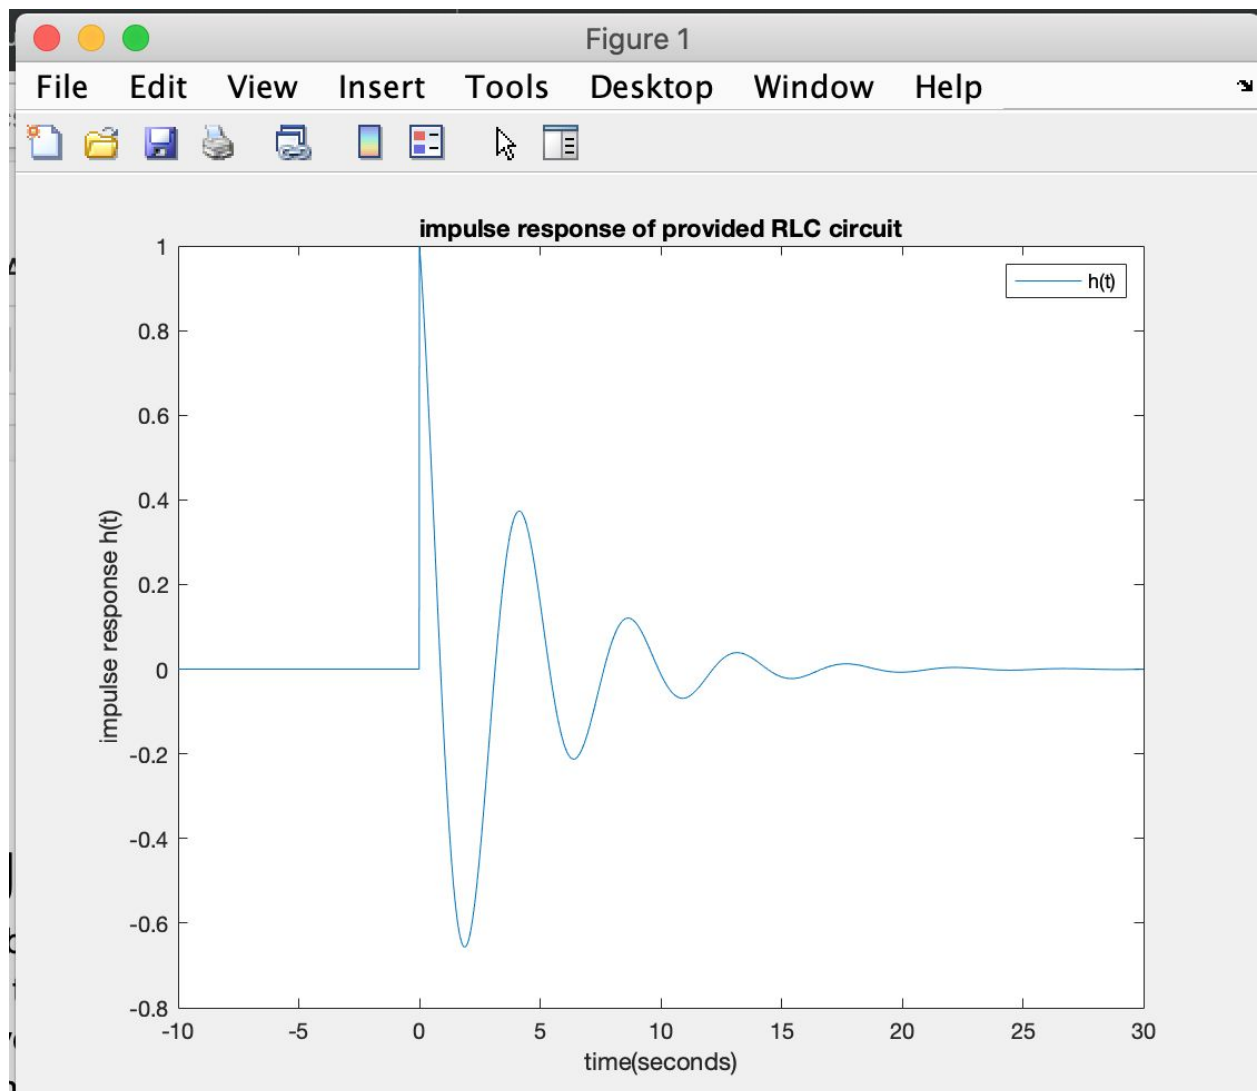 Figure 1
File Edit View Insert Tools Desktop Window Help
impulse response of provided RLC circuit
h(t)
1
0.8
0.6
0.4
0.2
0
-0.2
-0.4
-0.6
-0.8
impulse response h(t)
-10 -5 0 5 10 15 20 25 30
time(seconds)